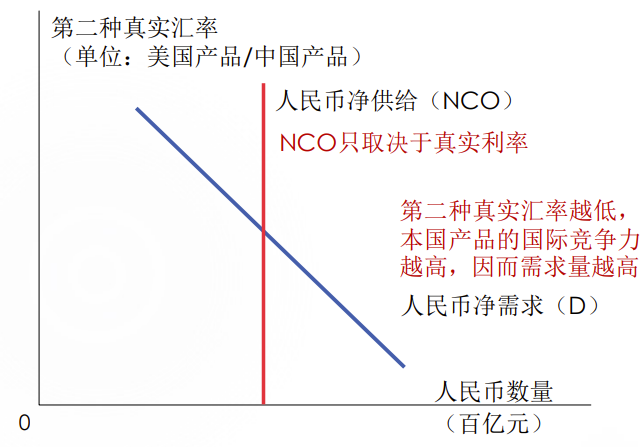 第二种真实汇率
（单位：美国产品/中国产品）
人民币净供给（NCO）
NCO只取决于真实利率
第二种真实汇率越低，
本国产品的国际竞争力
越高，因而需求量越高
人民币净需求（D）
人民币数量
（百亿元）
0